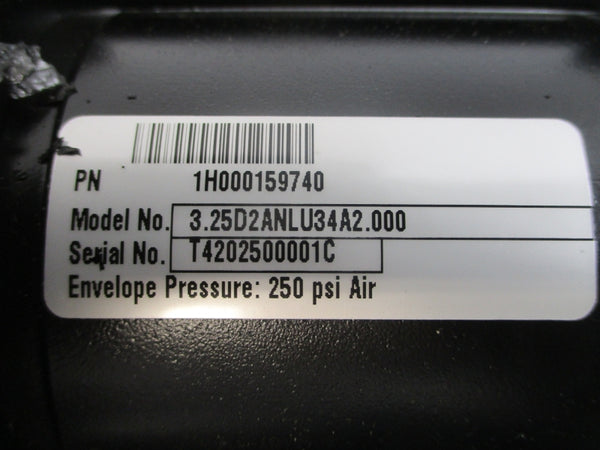 PN 1H000159740
Model No. 3.25D2ANLU34A2.000
Serial No. T4202500001C
Envelope Pressure: 250 psi Air